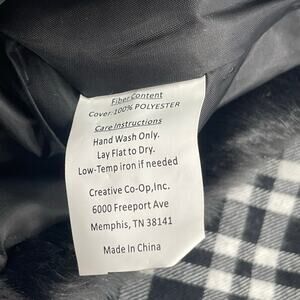 Fiber Content
Cover:100% POLYESTER
Care Instructions
Hand Wash Only.
Lay Flat to Dry.
Low-Temp iron if needed
Creative Co-Op,Inc.
6000 Freeport Ave
Memphis, TN 38141
Made In China